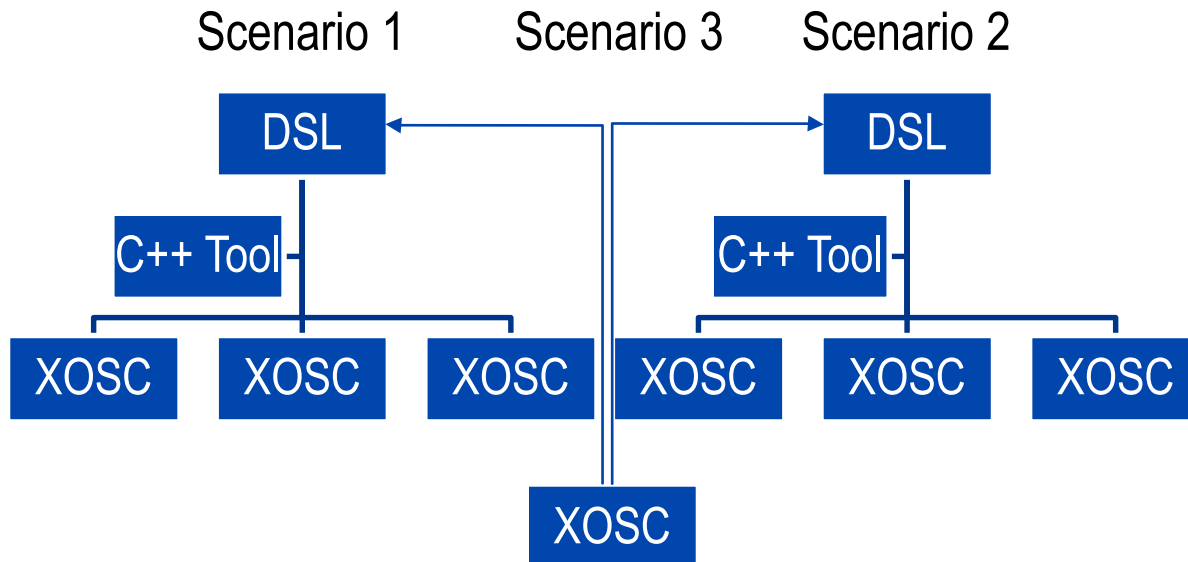 Scenario 1 Scenario 3 Scenario 2
DSL DSL
C++ Tool C++ Tool
XOSC XOSC XOSC XOSC XOSC XOSC
XOSC